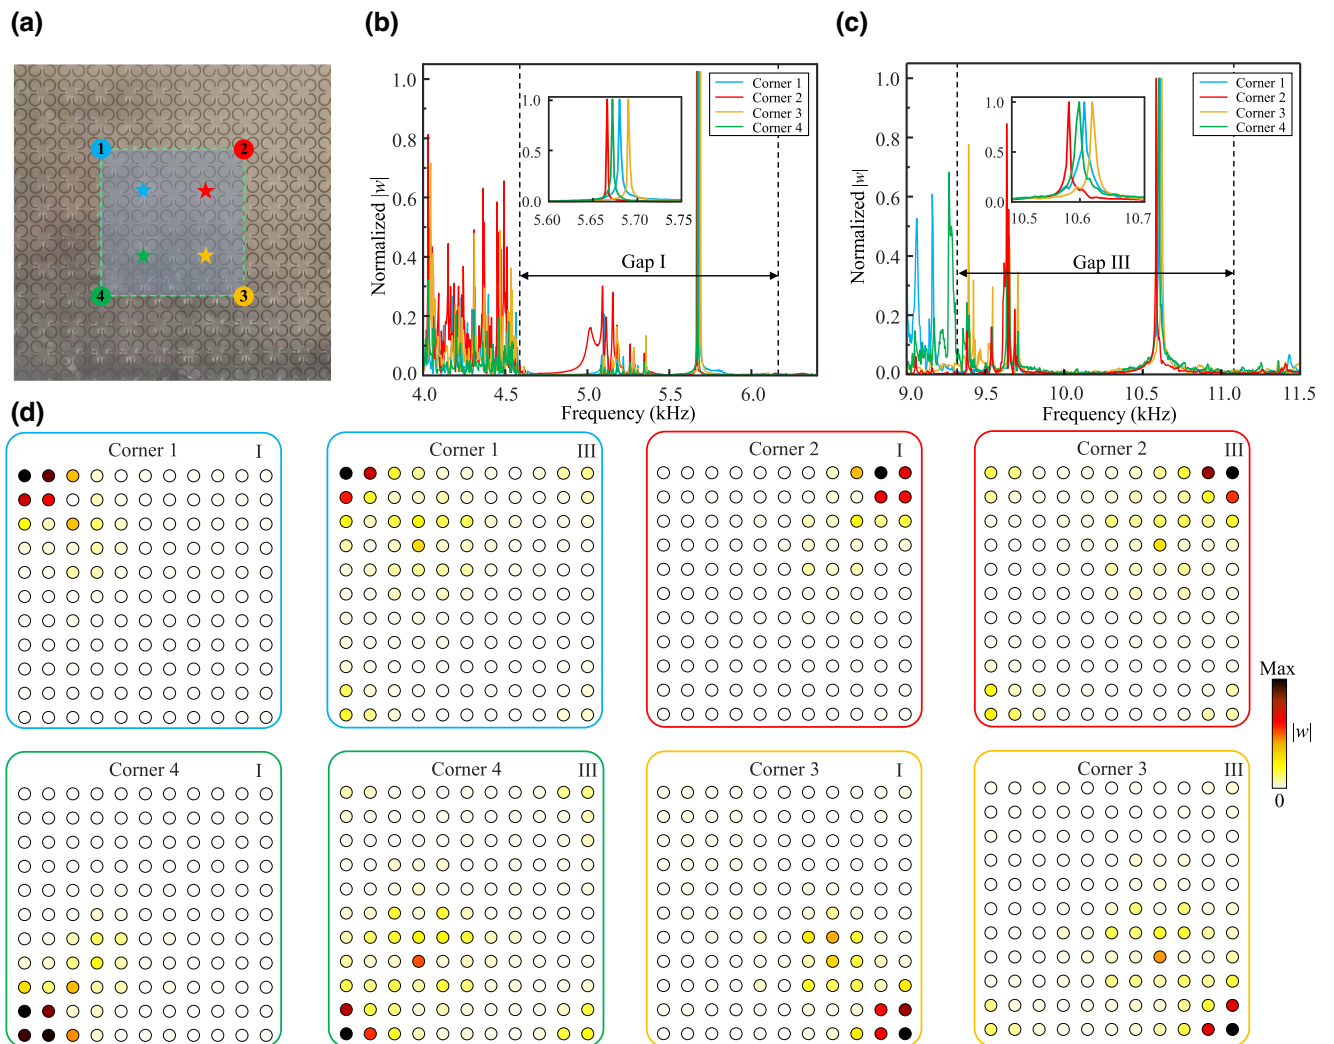 (a)
(b)
(c)
1
2
4
3
Normalized |w|
1.0
0.8
0.6
0.4
0.2
0.0
4.0 4.5 5.0 5.5 6.0
Frequency (kHz)
Corner 1
Corner 2
Corner 3
Corner 4
1.0
0.5
0.0
5.60 5.65 5.70 5.75
Gap I
Normalized |w|
1.0
0.8
0.6
0.4
0.2
0.0
9.0 9.5 10.0 10.5 11.0 11.5
Frequency (kHz)
Corner 1
Corner 2
Corner 3
Corner 4
1.0
0.5
0.0
10.5 10.6 10.7
Gap III
(d)
Corner 1 I
Corner 1 III
Corner 2 I
Corner 2 III
Corner 4 I
Corner 4 III
Corner 3 I
Corner 3 III
Max
|w|
0